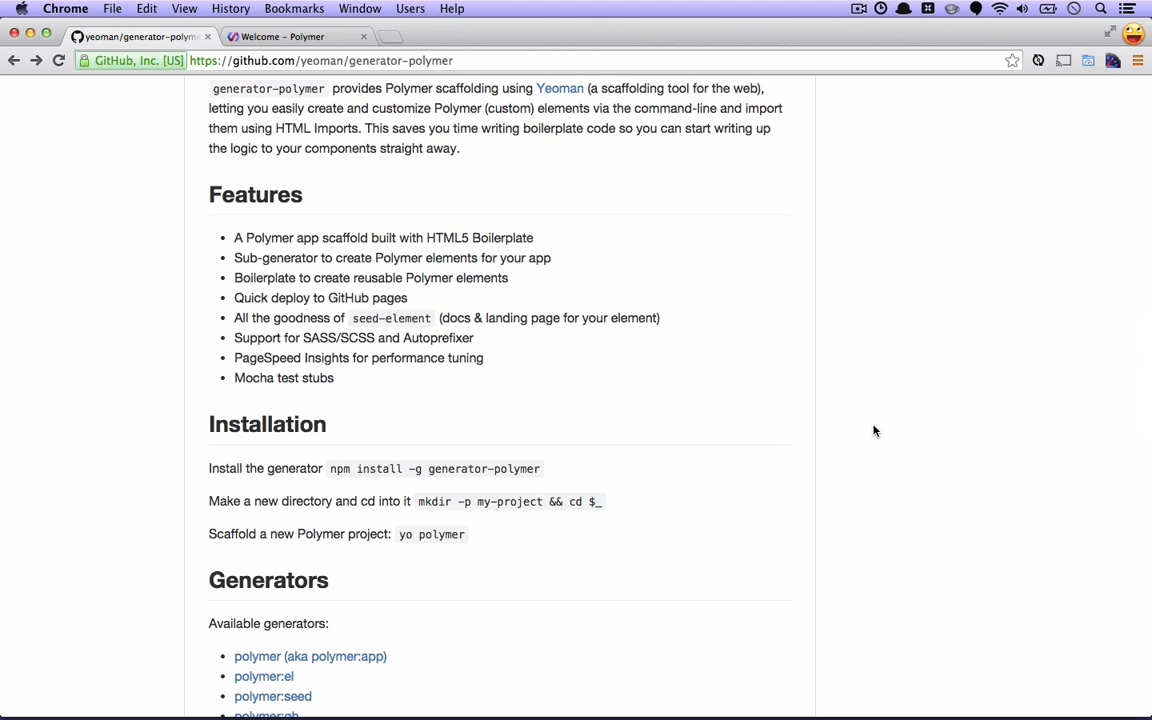 Chrome File Edit View History Bookmarks Window Users Help
yeoman/generator-polym Welcome - Polymer
GitHub, Inc. [US] https://github.com/yeoman/generator-polymer
generator-polymer provides Polymer scaffolding using Yeoman (a scaffolding tool for the web),
letting you easily create and customize Polymer (custom) elements via the command-line and import
them using HTML Imports. This saves you time writing boilerplate code so you can start writing up
the logic to your components straight away.
Features
A Polymer app scaffold built with HTML5 Boilerplate
Sub-generator to create Polymer elements for your app
Boilerplate to create reusable Polymer elements
Quick deploy to GitHub pages
All the goodness of seed-element (docs & landing page for your element)
Support for SASS/SCSS and Autoprefixer
PageSpeed Insights for performance tuning
Mocha test stubs
Installation
Install the generator npm install -g generator-polymer
Make a new directory and cd into it mkdir -p my-project && cd $_
Scaffold a new Polymer project: yo polymer
Generators
Available generators:
polymer (aka polymer:app)
polymer:el
polymer:seed
polymer:gh